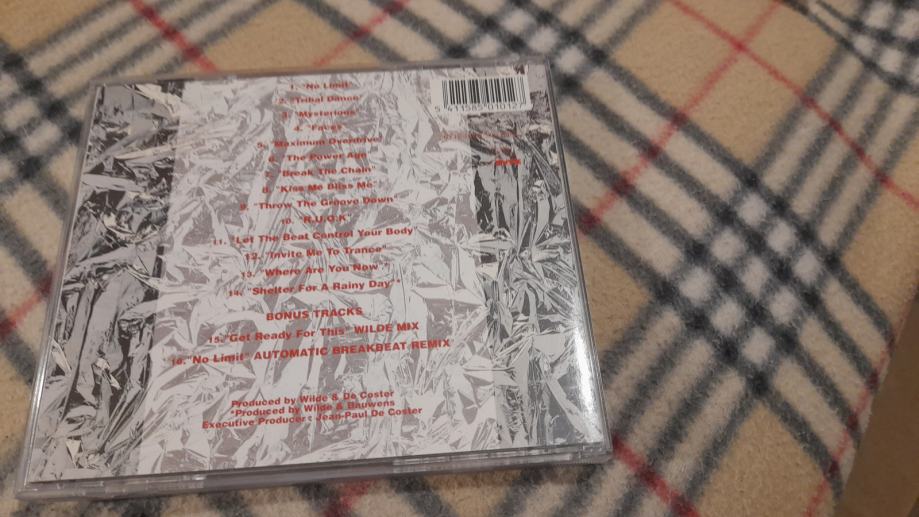 1. "No Limit"
2. "Tribal Dance"
3. "Mysterious"
4. "Faces"
5. "Maximum Overdrive"
6. "The Power Age"
7. "Break The Chain"
8. "Kiss Me Bliss Me"
9. "Throw The Groove Down"
10. "R.U.O.K"
11. "Let The Beat Control Your Body"
12. "Invite Me To Trance"
13. "Where Are You Now"*
14. "Shelter For A Rainy Day"*
BONUS TRACKS
15. "Get Ready For This" WILDE MIX
16. "No Limit" AUTOMATIC BREAKBEAT REMIX
Produced by Wilde & De Coster
*Produced by Wilde & Bauwens
Executive Producer : Jean-Paul De Coster
5 411585 010127